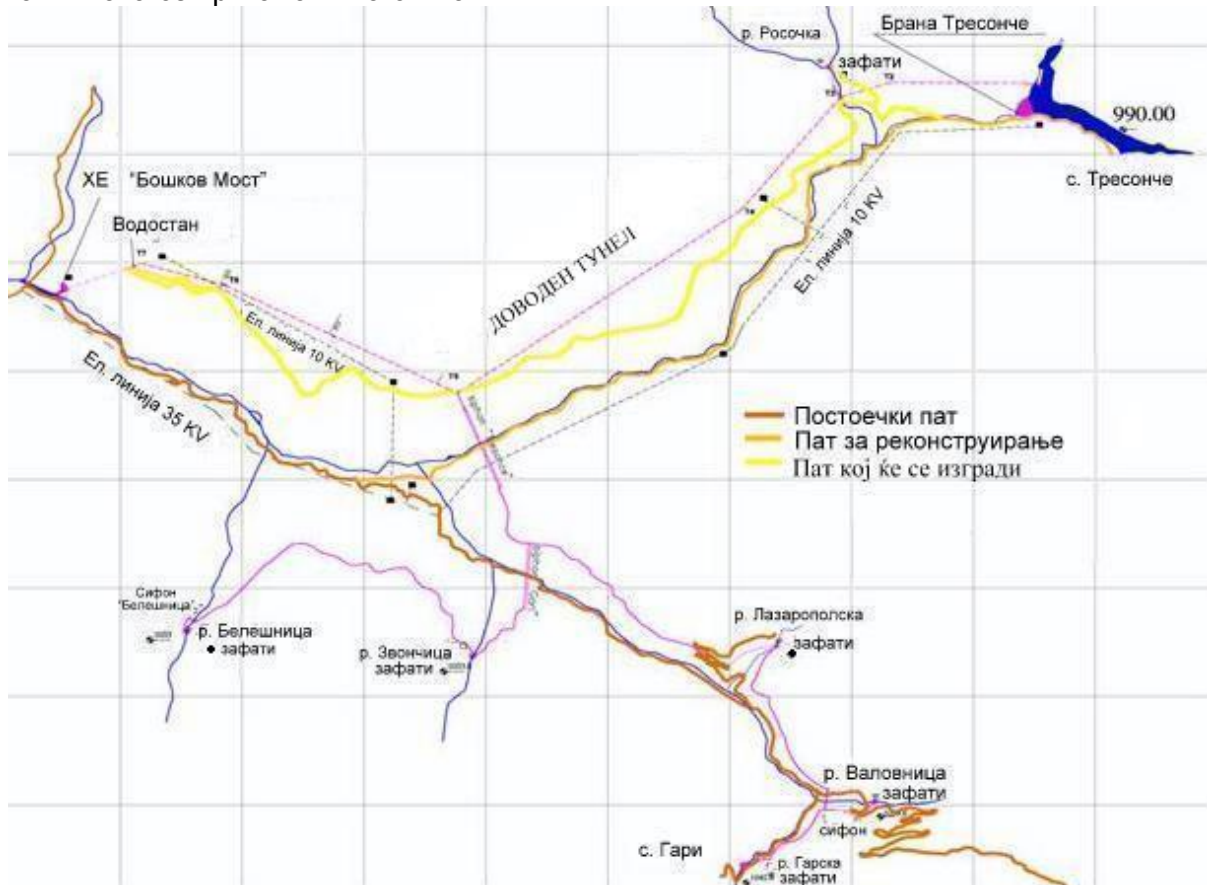 р. Росочка
Брана Тресонче
зафати
990.00
с. Тресонче
ХЕ "Бошков Мост"
Водостан
ДОВОДЕН ТУНЕЛ
Ел. линија 10 KV
Ел. линија 10 KV
Ел. линија 35 KV
Постоечки пат
Пат за реконструирање
Пат кој ќе се изгради
Сифон
"Белешница"
р. Белешница
зафати
р. Звончица
зафати
р. Лазарополска
зафати
р. Валовница
зафати
сифон
с. Гари
р. Гарска
зафати